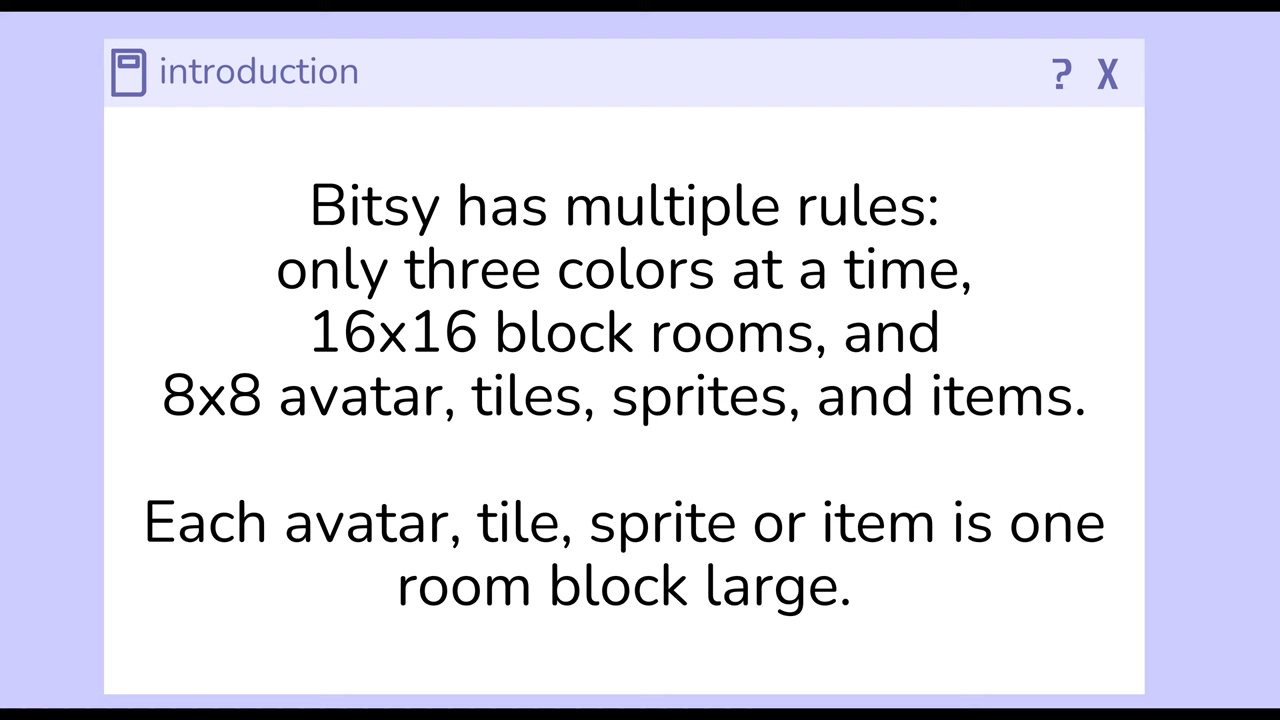 introduction
? X
Bitsy has multiple rules:
only three colors at a time,
16x16 block rooms, and
8x8 avatar, tiles, sprites, and items.
Each avatar, tile, sprite or item is one
room block large.